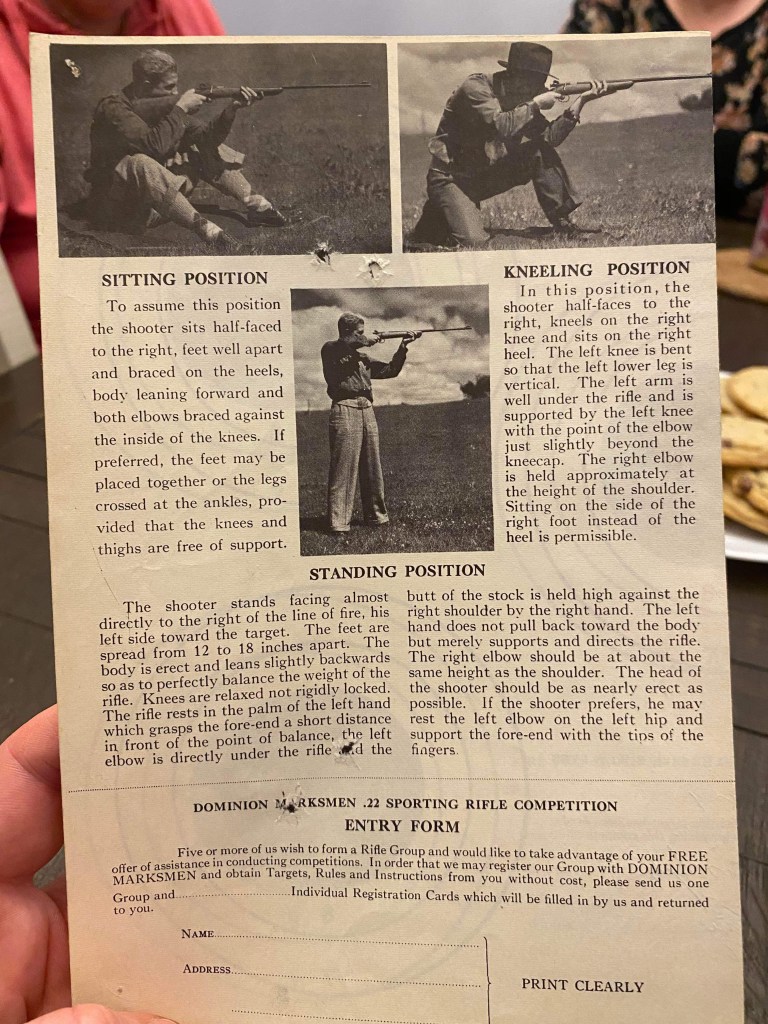 SITTING POSITION
To assume this position
the shooter sits half-faced
to the right, feet well apart
and braced on the heels,
body leaning forward and
both elbows braced against
the inside of the knees. If
preferred, the feet may be
placed together or the legs
crossed at the ankles, pro-
vided that the knees and
thighs are free of support.
KNEELING POSITION
In this position, the
shooter half-faces to the
right, kneels on the right
knee and sits on the right
heel. The left knee is bent
so that the left lower leg is
vertical. The left arm is
well under the rifle and is
supported by the left knee
with the point of the elbow
just slightly beyond the
kneecap. The right elbow
is held approximately at
the height of the shoulder.
Sitting on the side of the
right foot instead of the
heel is permissible.
STANDING POSITION
The shooter stands facing almost
directly to the right of the line of fire, his
left side toward the target. The feet are
spread from 12 to 18 inches apart. The
body is erect and leans slightly backwards
so as to perfectly balance the weight of the
rifle. Knees are relaxed not rigidly locked.
The rifle rests in the palm of the left hand
which grasps the fore-end a short distance
in front of the point of balance, the left
elbow is directly under the rifle and the
butt of the stock is held high against the
right shoulder by the right hand. The left
hand does not pull back toward the body
but merely supports and directs the rifle.
The right elbow should be at about the
same height as the shoulder. The head of
the shooter should be as nearly erect as
possible. If the shooter prefers, he may
rest the left elbow on the left hip and
support the fore-end with the tips of the
fingers.
DOMINION MARKSMEN .22 SPORTING RIFLE COMPETITION
ENTRY FORM
Five or more of us wish to form a Rifle Group and would like to take advantage of your FREE
offer of assistance in conducting competitions. In order that we may register our Group with DOMINION
MARKSMEN and obtain Targets, Rules and Instructions from you without cost, please send us one
Group and..............................Individual Registration Cards which will be filled in by us and returned
to you.
NAME
ADDRESS
PRINT CLEARLY